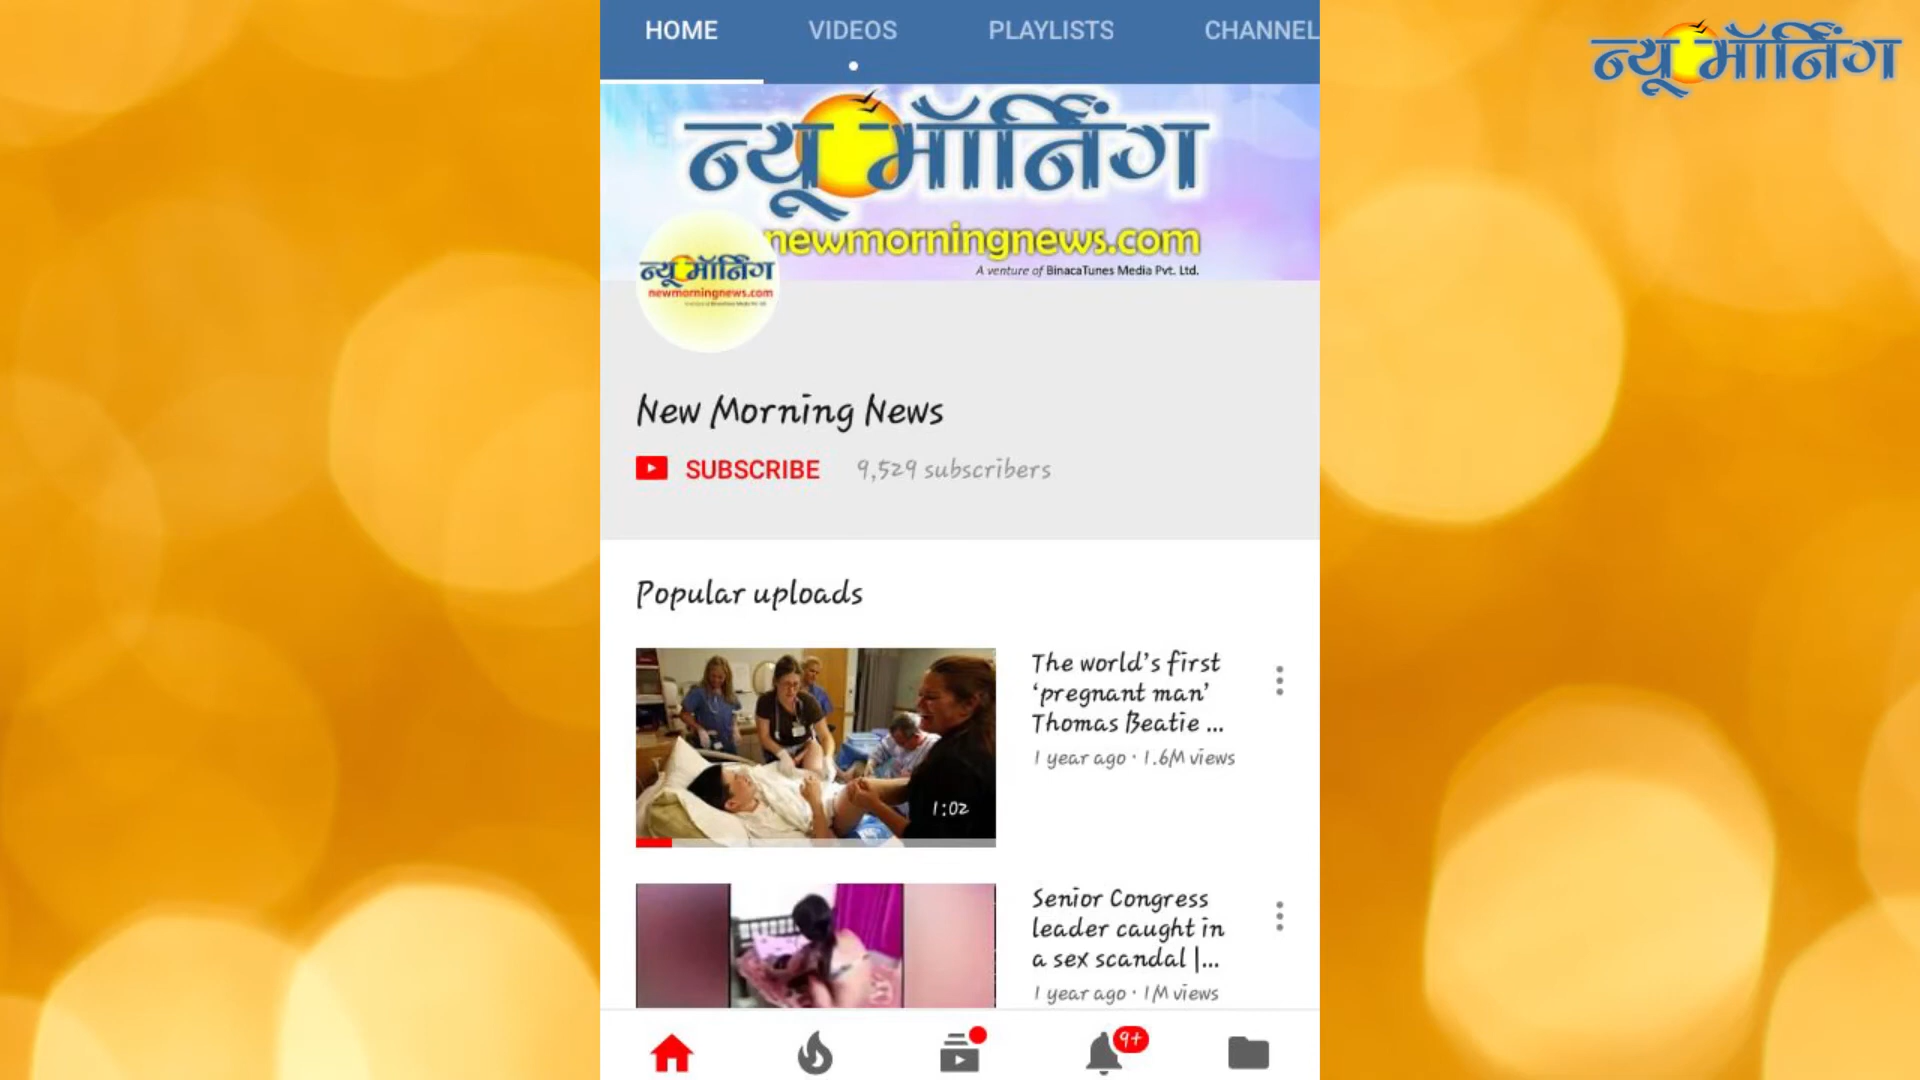 HOME VIDEOS PLAYLISTS CHANNEL
न्यू मॉर्निंग
न्यू मॉर्निंग
newmorningnews.com
A venture of BinacaTunes Media Pvt. Ltd.
न्यू मॉर्निंग
newmorningnews.com
New Morning News
SUBSCRIBE 9,529 subscribers
Popular uploads
The world's first
'pregnant man'
Thomas Beatie ...
1 year ago · 1.6M views
1:02
Senior Congress
leader caught in
a sex scandal |...
1 year ago · 1M views
9+